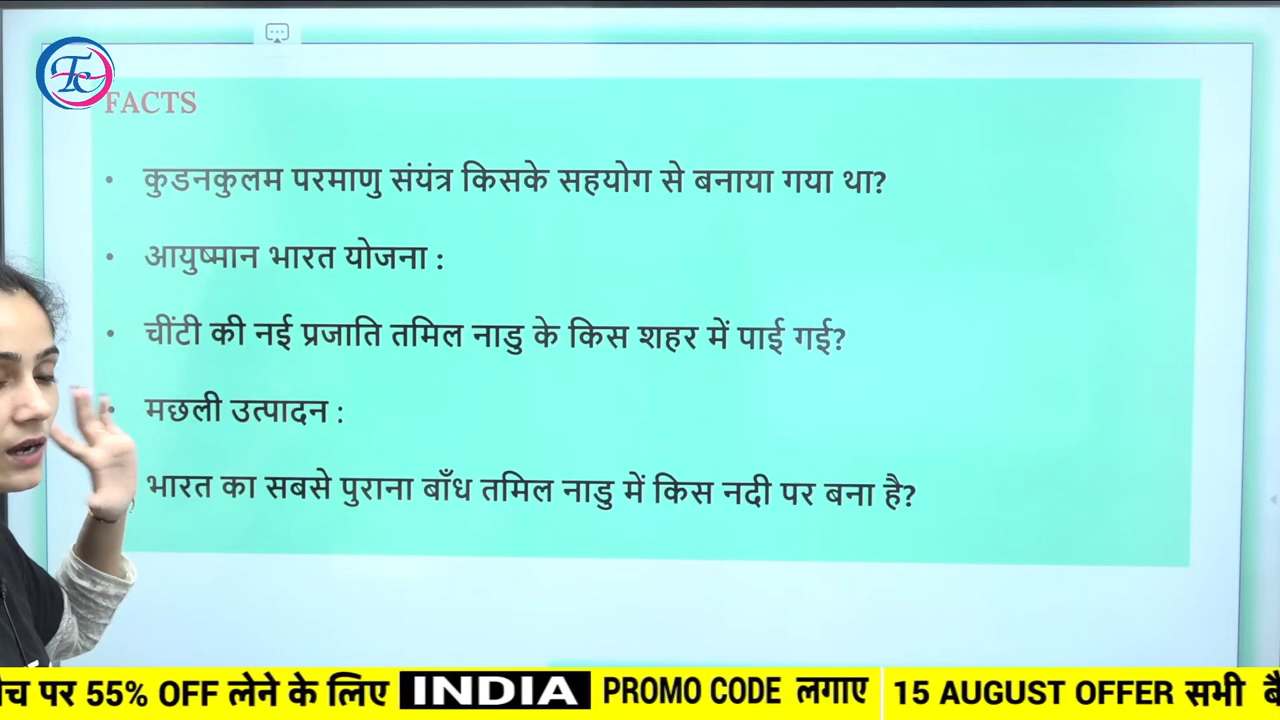 Tc
FACTS
• कुडनकुलम परमाणु संयंत्र किसके सहयोग से बनाया गया था?
• आयुष्मान भारत योजना :
• चींटी की नई प्रजाति तमिल नाडु के किस शहर में पाई गई?
• मछली उत्पादन :
भारत का सबसे पुराना बाँध तमिल नाडु में किस नदी पर बना है?
पर 55% OFF लेने के लिए INDIA PROMO CODE लगाए 15 AUGUST OFFER सभी